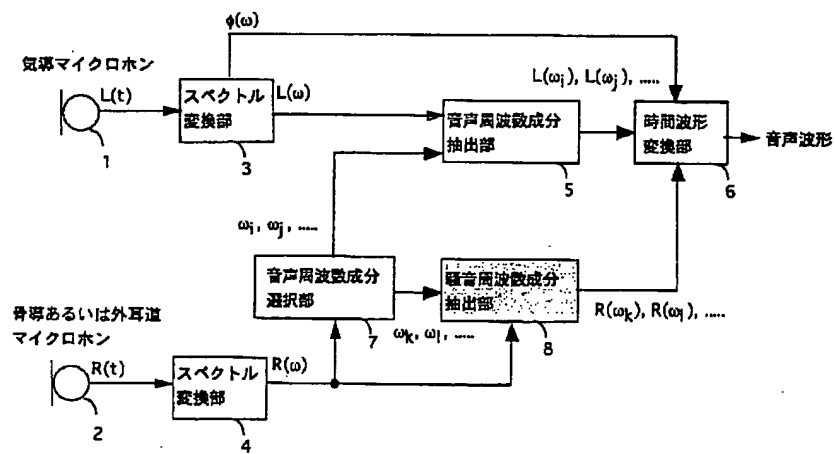 φ(ω)
気導マイクロホン
L(t)
1
スペクトル
変換部
3
L(ω)
音声周波数成分
抽出部
5
L(ωi), L(ωj), .....
時間波形
変換部
6
音声波形
ωi, ωj, .....
音声周波数成分
選択部
7
ωk, ωl, .....
騒音周波数成分
抽出部
8
R(ωk), R(ωl), .....
骨導あるいは外耳道
マイクロホン
R(t)
2
スペクトル
変換部
4
R(ω)